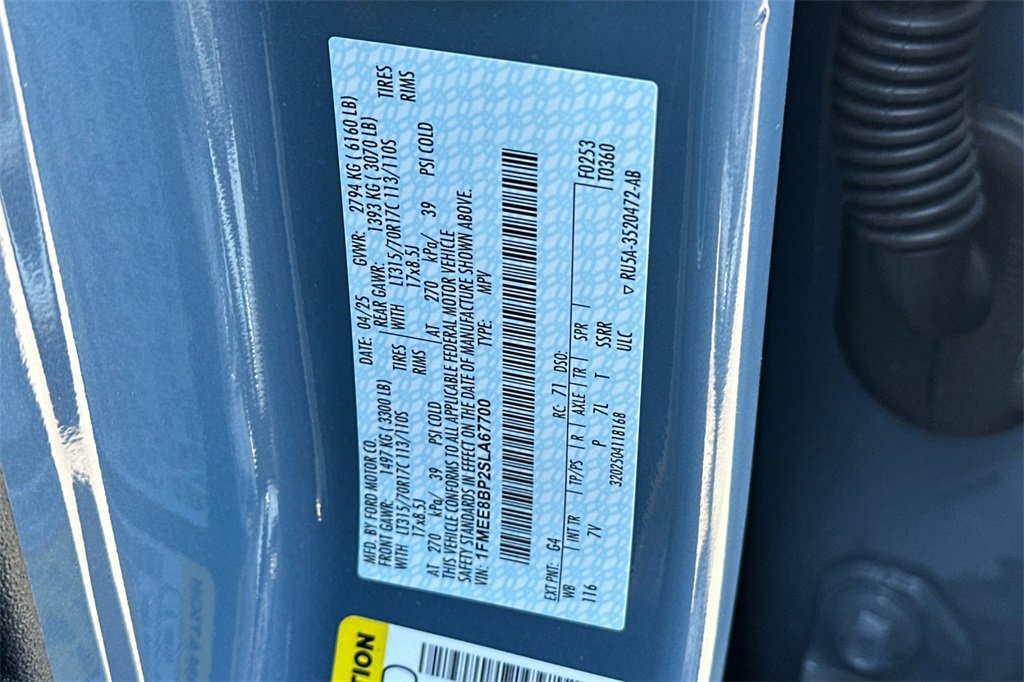 MFD. BY FORD MOTOR CO.
DATE: 04/25 GVWR: 2794 KG ( 6160 LB)
FRONT GAWR: 1497 KG ( 3300 LB) REAR GAWR: 1393 KG ( 3070 LB)
WITH LT315/70R17C 113/110S TIRES WITH LT315/70R17C 113/110S TIRES
17x8.5J RIMS 17x8.5J RIMS
AT 270 kPa/ 39 PSI COLD AT 270 kPa/ 39 PSI COLD
THIS VEHICLE CONFORMS TO ALL APPLICABLE FEDERAL MOTOR VEHICLE
SAFETY STANDARDS IN EFFECT ON THE DATE OF MANUFACTURE SHOWN ABOVE.
VIN: 1FMEE8BP2SLA67700 TYPE: MPV
F0253
T0360
EXT PNT: G4 RC: 71 DSO:
WB INT TR TP/PS R AXLE TR SPR
116 7V P 7L T SSRR
ULC
3202504118168 ▽ RU5A-3520472-AB